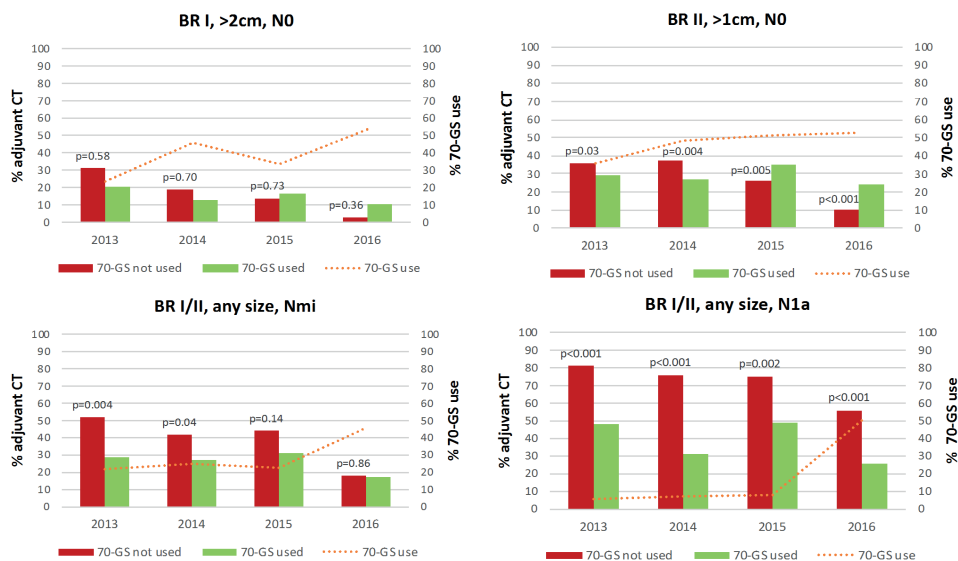 BR I, >2cm, N0
% adjuvant CT
% 70-GS use
100 100
90 90
80 80
70 70
60 60
50 50
40 40
30 30
20 20
10 10
0 0
p=0.58
p=0.70
p=0.73
p=0.36
2013 2014 2015 2016
70-GS not used 70-GS used 70-GS use
BR II, >1cm, N0
% adjuvant CT
% 70-GS use
100 100
90 90
80 80
70 70
60 60
50 50
40 40
30 30
20 20
10 10
0 0
p=0.03
p=0.004
p=0.005
p<0.001
2013 2014 2015 2016
70-GS not used 70-GS used 70-GS use
BR I/II, any size, Nmi
% adjuvant CT
% 70-GS use
100 100
90 90
80 80
70 70
60 60
50 50
40 40
30 30
20 20
10 10
0 0
p=0.004
p=0.04
p=0.14
p=0.86
2013 2014 2015 2016
70-GS not used 70-GS used 70-GS use
BR I/II, any size, N1a
% adjuvant CT
% 70-GS use
100 100
90 90
80 80
70 70
60 60
50 50
40 40
30 30
20 20
10 10
0 0
p<0.001
p<0.001
p=0.002
p<0.001
2013 2014 2015 2016
70-GS not used 70-GS used 70-GS use